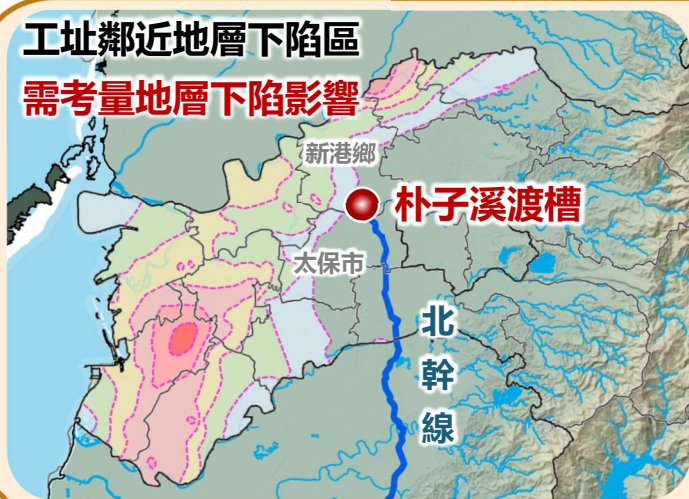 工址鄰近地層下陷區
需考量地層下陷影響
新港鄉
朴子溪渡槽
太保市
北幹線